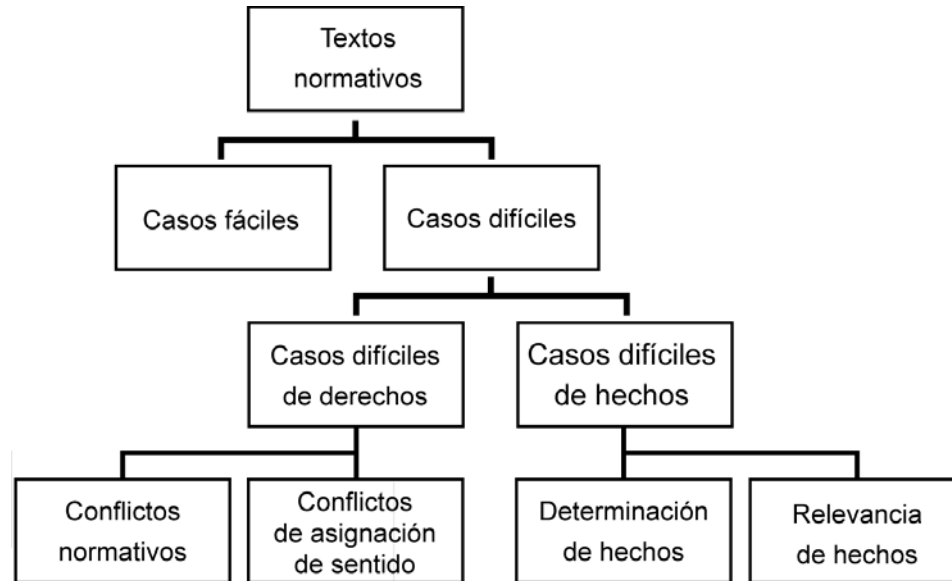 Textos
normativos
Casos fáciles
Casos difíciles
Casos difíciles
de derechos
Casos difíciles
de hechos
Conflictos
normativos
Conflictos
de asignación
de sentido
Determinación
de hechos
Relevancia
de hechos